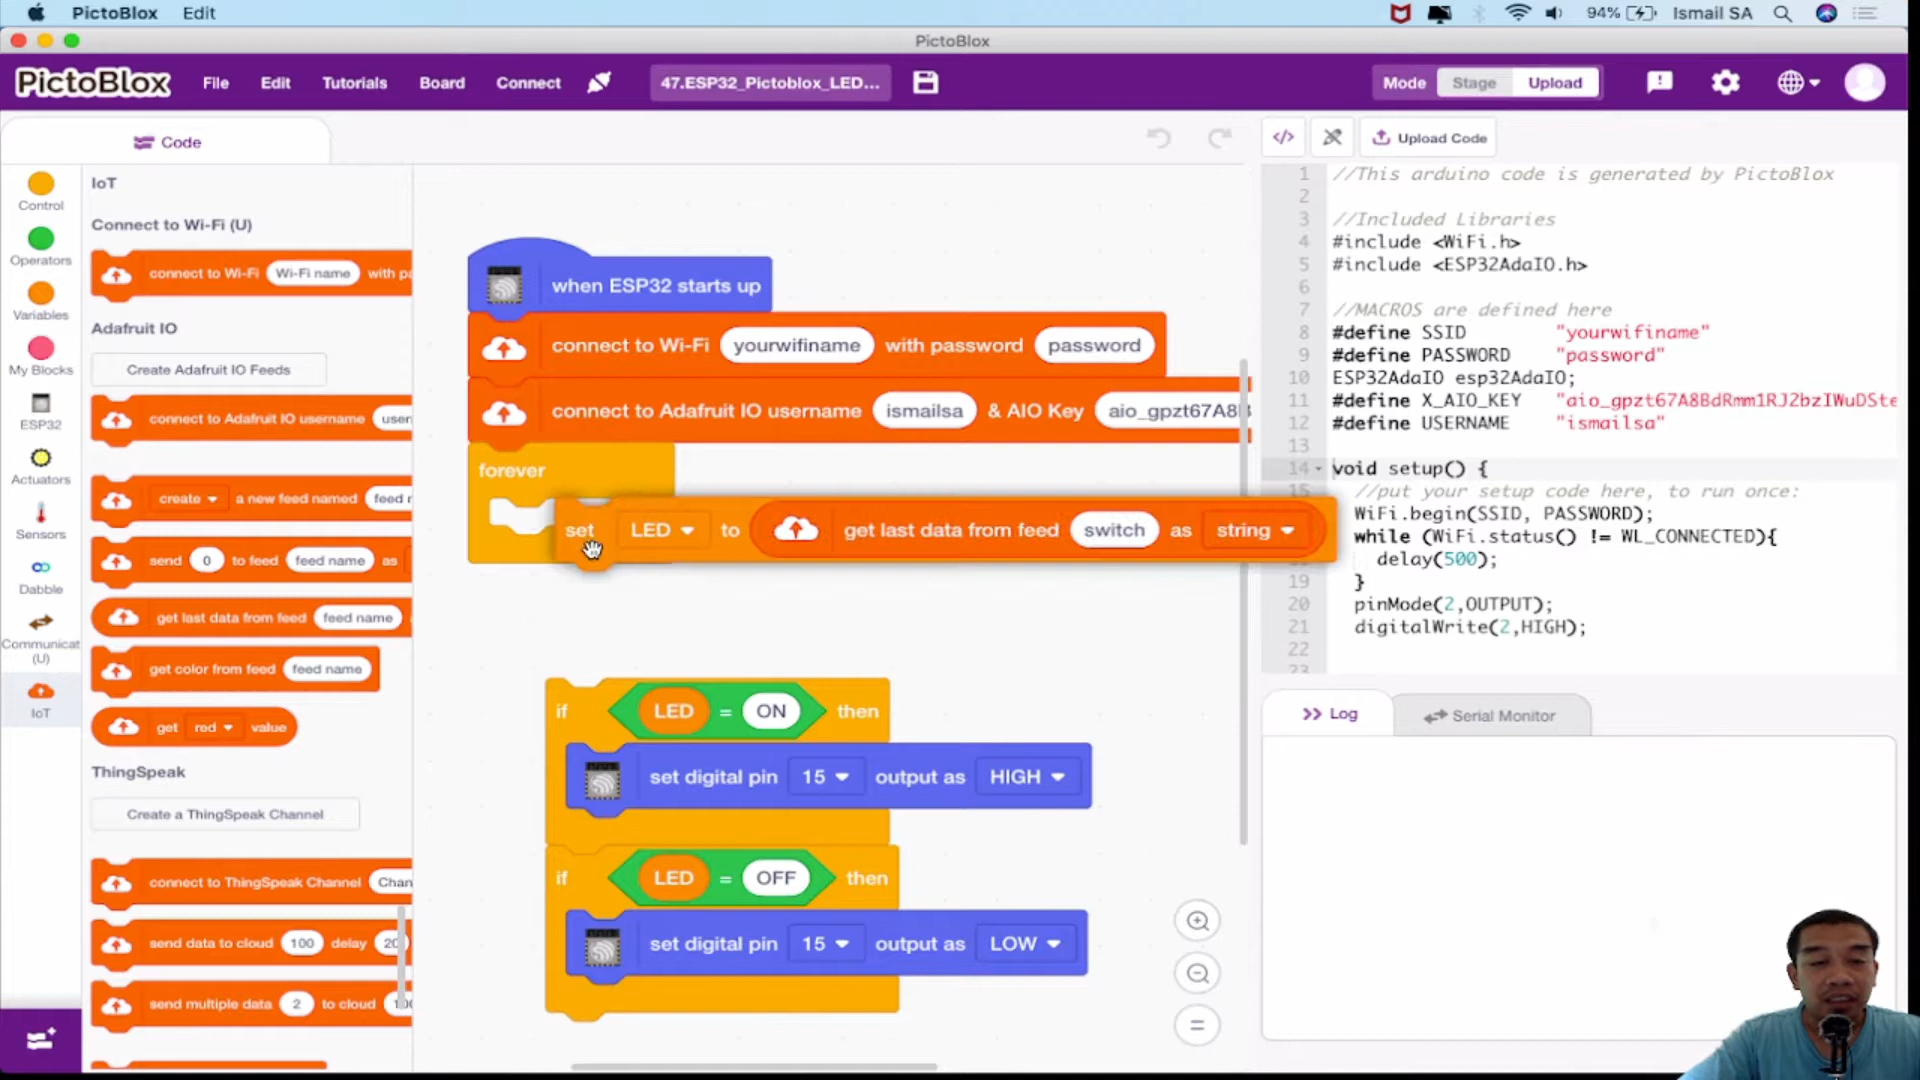 PictoBlox Edit 94% Ismail SA
PictoBlox
PictoBlox File Edit Tutorials Board Connect 47.ESP32_Pictoblox_LED... Mode Stage Upload
Code
Upload Code
Control
Operators
Variables
My Blocks
ESP32
Actuators
Sensors
Dabble
Communicat
(U)
IoT
IoT
Connect to Wi-Fi (U)
connect to Wi-Fi Wi-Fi name with pa
Adafruit IO
Create Adafruit IO Feeds
connect to Adafruit IO username user
create a new feed named feed
send 0 to feed feed name as
get last data from feed feed name
get color from feed feed name
get red value
ThingSpeak
Create a ThingSpeak Channel
connect to ThingSpeak Channel Chan
send data to cloud 100 delay 20
send multiple data 2 to cloud
when ESP32 starts up
connect to Wi-Fi yourwifiname with password password
connect to Adafruit IO username ismailsa & AIO Key aio_gpzt67A8B
forever
set LED to get last data from feed switch as string
if LED = ON then
set digital pin 15 output as HIGH
if LED = OFF then
set digital pin 15 output as LOW
1 //This arduino code is generated by PictoBlox
2
3 //Included Libraries
4 #include <WiFi.h>
5 #include <ESP32AdaIO.h>
6
7 //MACROS are defined here
8 #define SSID "yourwifiname"
9 #define PASSWORD "password"
10 ESP32AdaIO esp32AdaIO;
11 #define X_AIO_KEY "aio_gpzt67A8BdRmm1RJ2bzIWuDSte
12 #define USERNAME "ismailsa"
13
14 void setup() {
15 //put your setup code here, to run once:
WiFi.begin(SSID, PASSWORD);
while (WiFi.status() != WL_CONNECTED){
delay(500);
19 }
20 pinMode(2,OUTPUT);
21 digitalWrite(2,HIGH);
22
23
Log Serial Monitor